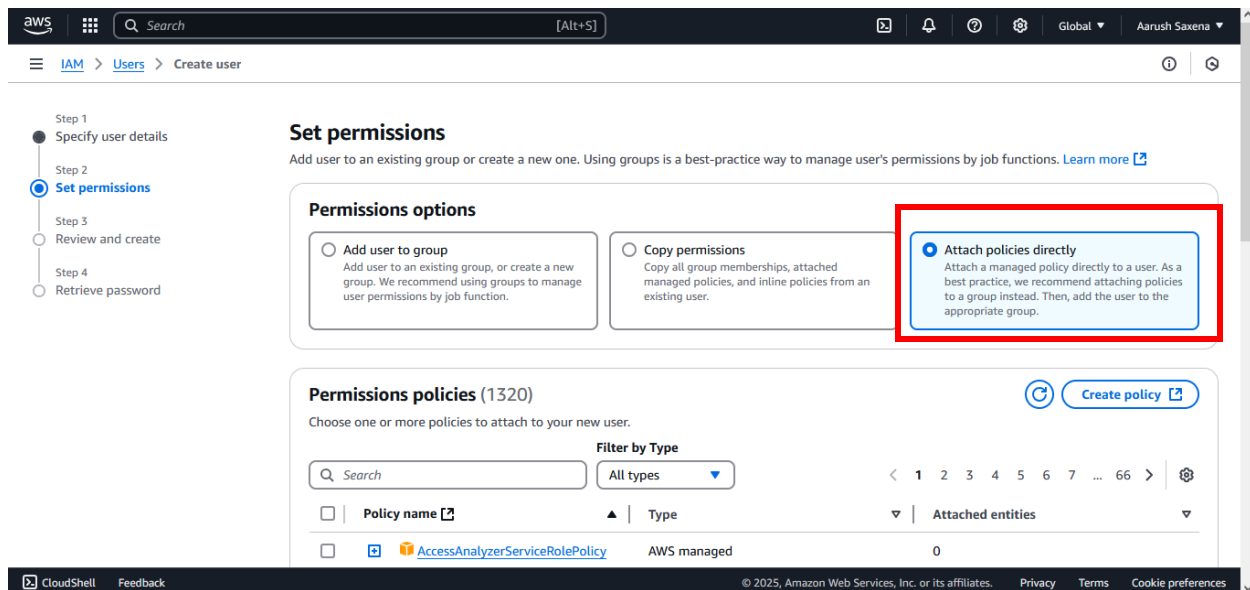 aws
Search [Alt+S]
Global
Aarush Saxena
IAM > Users > Create user
Step 1
Specify user details
Step 2
Set permissions
Step 3
Review and create
Step 4
Retrieve password
Set permissions
Add user to an existing group or create a new one. Using groups is a best-practice way to manage user's permissions by job functions. Learn more
Permissions options
Add user to group
Add user to an existing group, or create a new
group. We recommend using groups to manage
user permissions by job function.
Copy permissions
Copy all group memberships, attached
managed policies, and inline policies from an
existing user.
Attach policies directly
Attach a managed policy directly to a user. As a
best practice, we recommend attaching policies
to a group instead. Then, add the user to the
appropriate group.
Permissions policies (1320)
Create policy
Choose one or more policies to attach to your new user.
Filter by Type
Search
All types
< 1 2 3 4 5 6 7 ... 66 >
Policy name Type Attached entities
AccessAnalyzerServiceRolePolicy AWS managed 0
CloudShell Feedback © 2025, Amazon Web Services, Inc. or its affiliates. Privacy Terms Cookie preferences